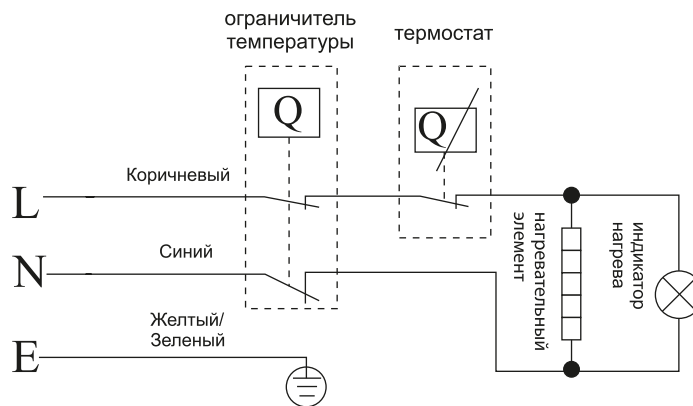 ограничитель
температуры
термостат
Q
Q
L
Коричневый
N
Синий
E
Желтый/
Зеленый
нагревательный
элемент
индикатор
нагрева